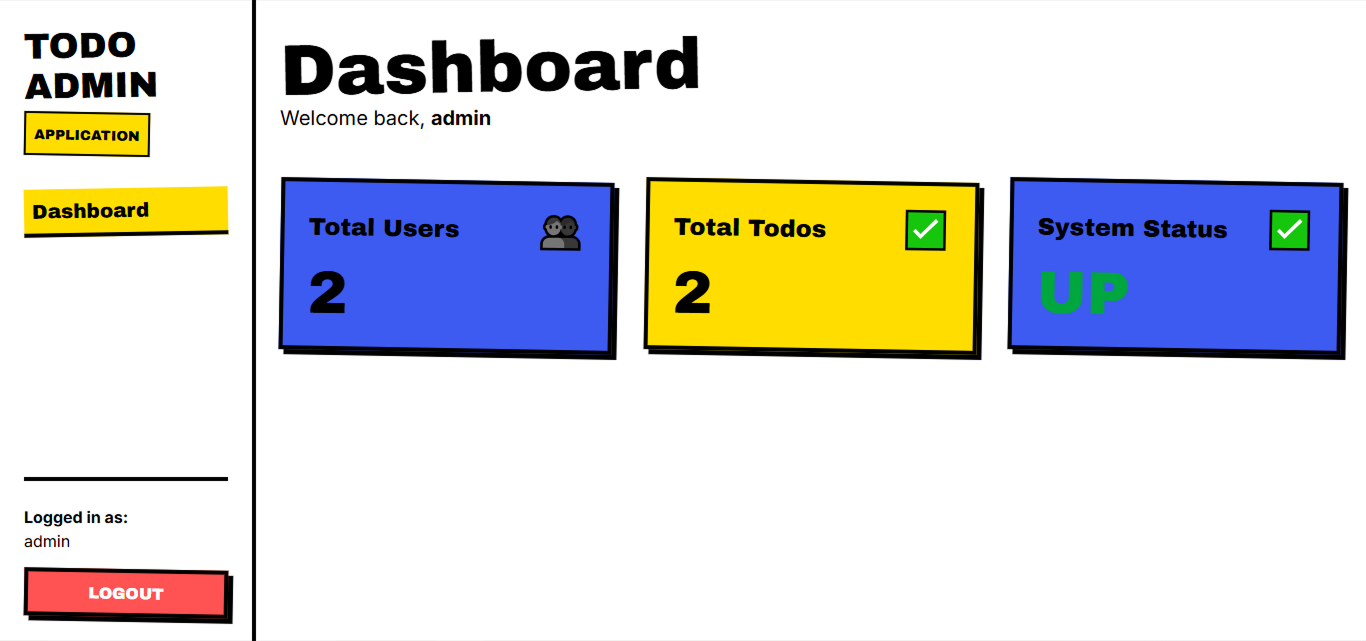 TODO
ADMIN
APPLICATION
Dashboard
Logged in as:
admin
LOGOUT
Dashboard
Welcome back, admin
Total Users
2
Total Todos
2
System Status
UP